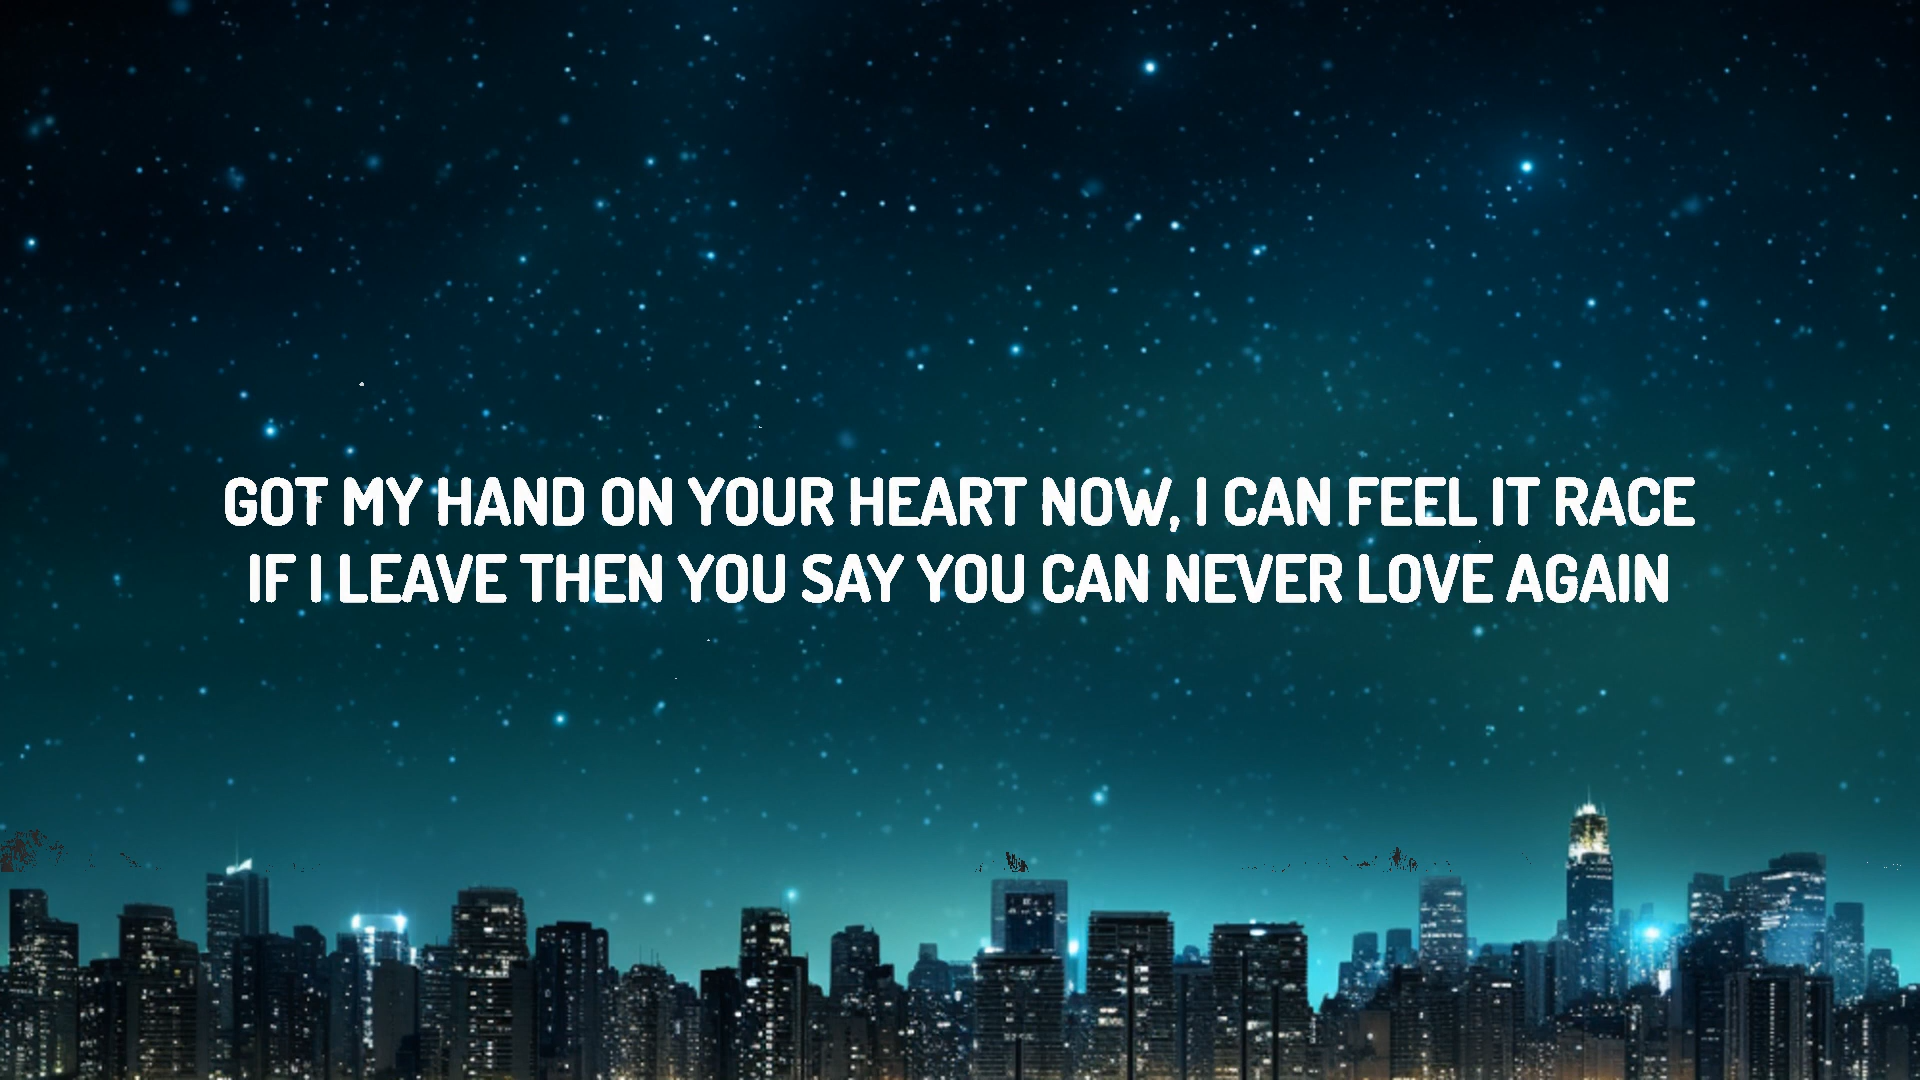 GOT MY HAND ON YOUR HEART NOW, I CAN FEEL IT RACE
IF I LEAVE THEN YOU SAY YOU CAN NEVER LOVE AGAIN